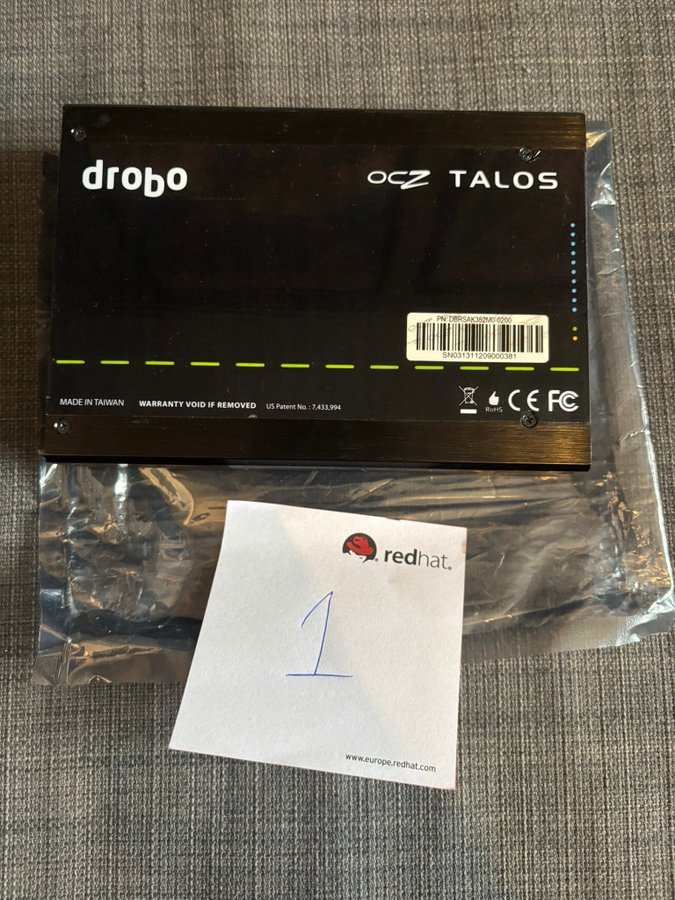 drobo
OCZ TALOS
PN: DBRSAK352M0-0200
SN031311209000381
MADE IN TAIWAN WARRANTY VOID IF REMOVED US Patent No. : 7,433,994
RoHS CE FC
redhat.
1
www.europe.redhat.com